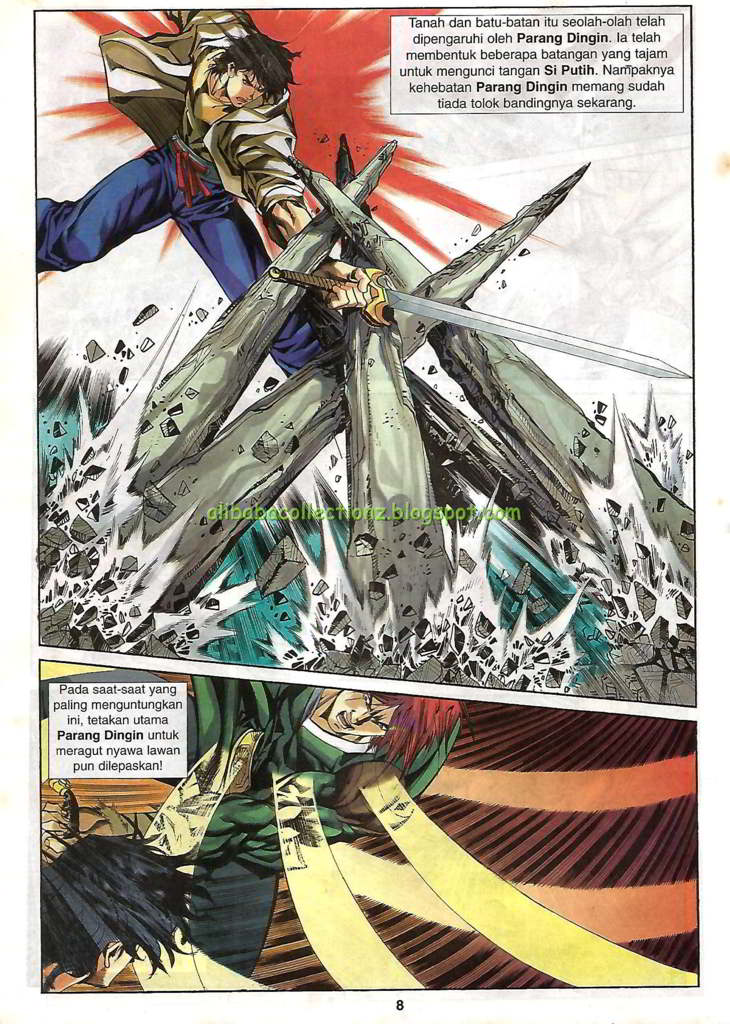 Tanah dan batu-batan itu seolah-olah telah
dipengaruhi oleh Parang Dingin. Ia telah
membentuk beberapa batangan yang tajam
untuk mengunci tangan Si Putih. Nampaknya
kehebatan Parang Dingin memang sudah
tiada tolok bandingnya sekarang.
alibabacollectionz.blogspot.com
Pada saat-saat yang
paling menguntungkan
ini, tetakan utama
Parang Dingin untuk
meragut nyawa lawan
pun dilepaskan!
8